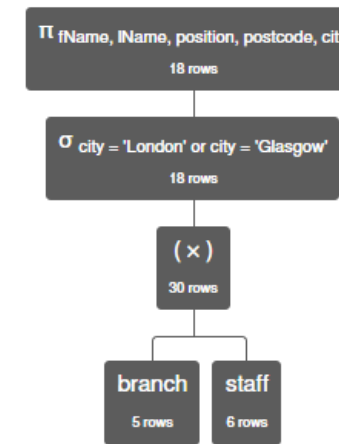 π fName, lName, position, postcode, cit
18 rows
σ city = 'London' or city = 'Glasgow'
18 rows
(×)
30 rows
branch staff
5 rows 6 rows